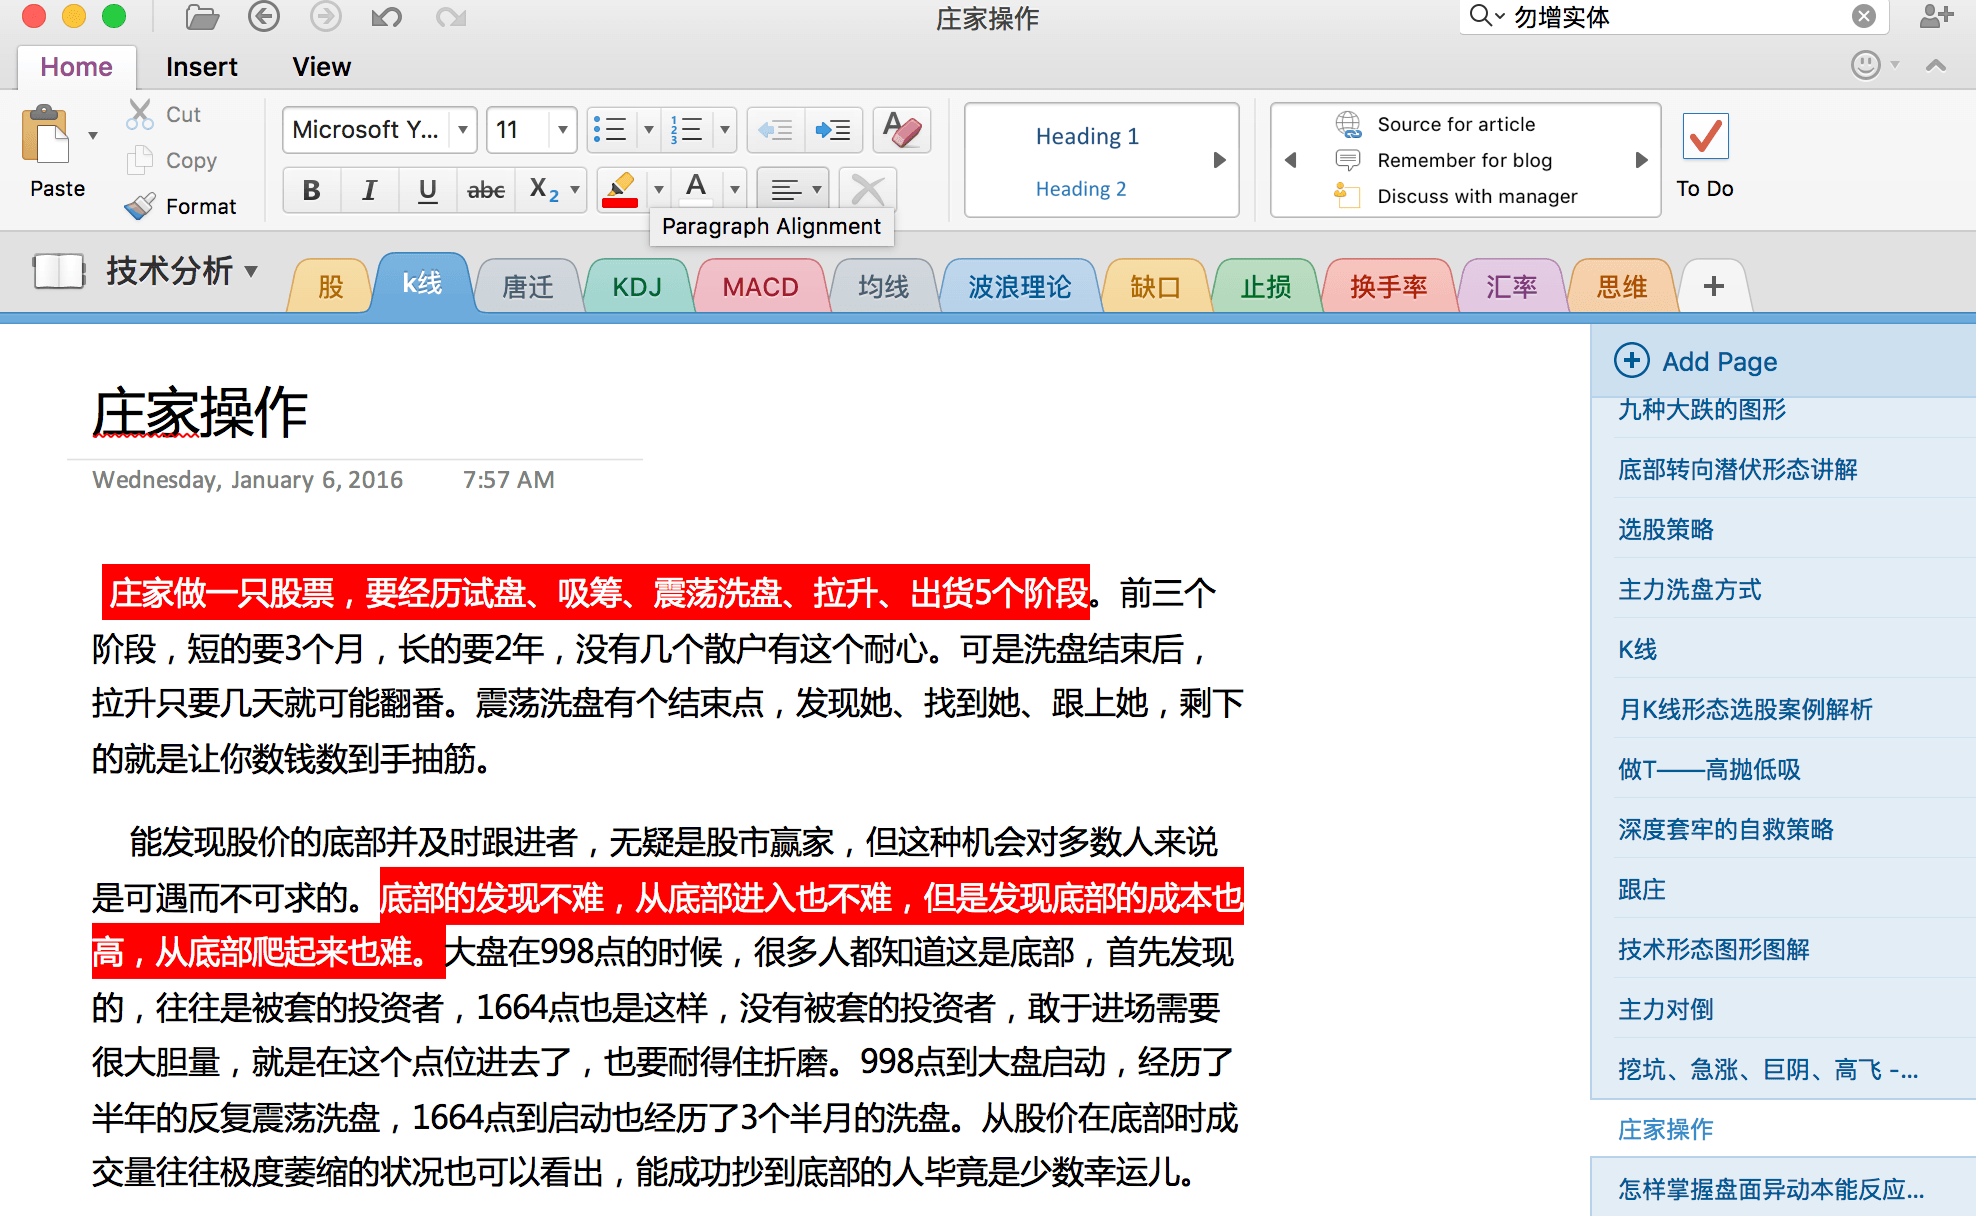 庄家操作
勿增实体
Home Insert View
Paste
Cut
Copy
Format
Microsoft Y... 11
B I U abc X2 A
Paragraph Alignment
Heading 1
Heading 2
Source for article
Remember for blog
Discuss with manager
To Do
技术分析
股 k线 唐迁 KDJ MACD 均线 波浪理论 缺口 止损 换手率 汇率 思维 +
庄家操作
Wednesday, January 6, 2016 7:57 AM
庄家做一只股票，要经历试盘、吸筹、震荡洗盘、拉升、出货5个阶段。前三个
阶段，短的要3个月，长的要2年，没有几个散户有这个耐心。可是洗盘结束后，
拉升只要几天就可能翻番。震荡洗盘有个结束点，发现她、找到她、跟上她，剩下
的就是让你数钱数到手抽筋。
能发现股价的底部并及时跟进者，无疑是股市赢家，但这种机会对多数人来说
是可遇而不可求的。底部的发现不难，从底部进入也不难，但是发现底部的成本也
高，从底部爬起来也难。大盘在998点的时候，很多人都知道这是底部，首先发现
的，往往是被套的投资者，1664点也是这样，没有被套的投资者，敢于进场需要
很大胆量，就是在这个点位进去了，也要耐得住折磨。998点到大盘启动，经历了
半年的反复震荡洗盘，1664点到启动也经历了3个半月的洗盘。从股价在底部时成
交量往往极度萎缩的状况也可以看出，能成功抄到底部的人毕竟是少数幸运儿。
Add Page
九种大跌的图形
底部转向潜伏形态讲解
选股策略
主力洗盘方式
K线
月K线形态选股案例解析
做T——高抛低吸
深度套牢的自救策略
跟庄
技术形态图形图解
主力对倒
挖坑、急涨、巨阴、高飞 -...
庄家操作
怎样掌握盘面异动本能反应...